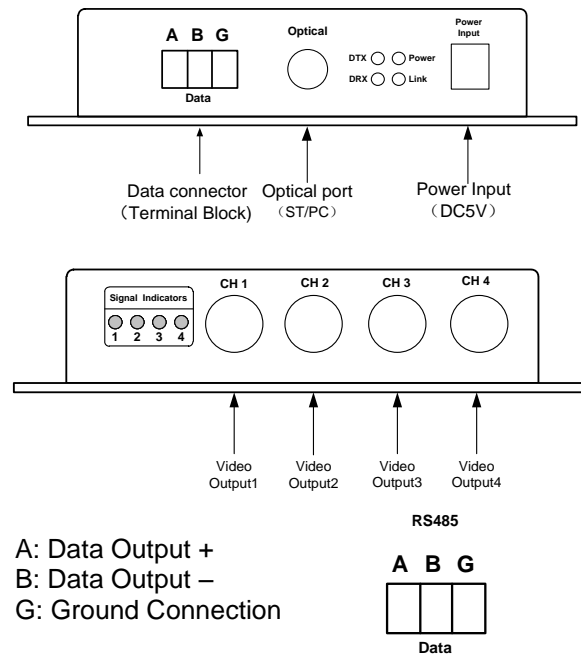 A B G
Data
Optical
DTX Power
DRX Link
Power
Input
Data connector
（Terminal Block)
Optical port
（ST/PC）
Power Input
（DC5V）
Signal Indicators
1 2 3 4
CH 1
CH 2
CH 3
CH 4
Video
Output1
Video
Output2
Video
Output3
Video
Output4
A: Data Output +
B: Data Output –
G: Ground Connection
RS485
A B G
Data